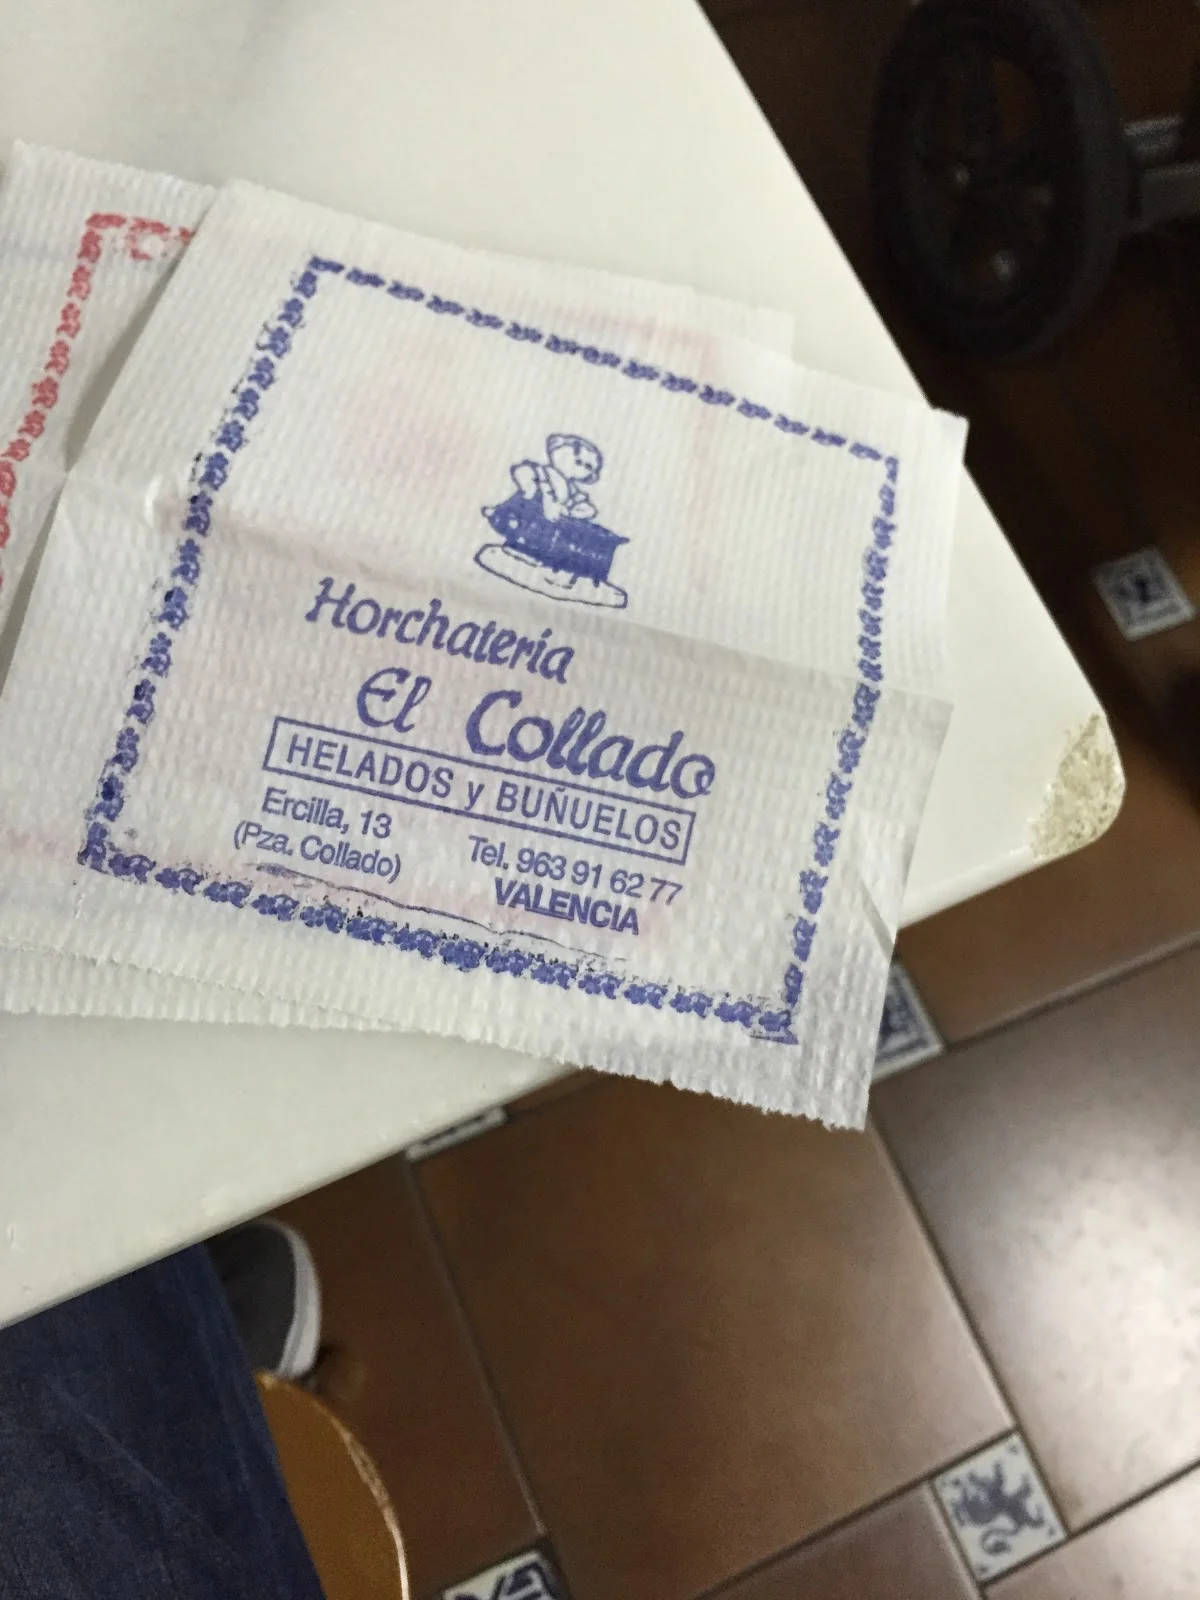 Horchatería
El Collado
HELADOS y BUÑUELOS
Ercilla, 13
(Pza. Collado)
Tel. 963 91 62 77
VALENCIA